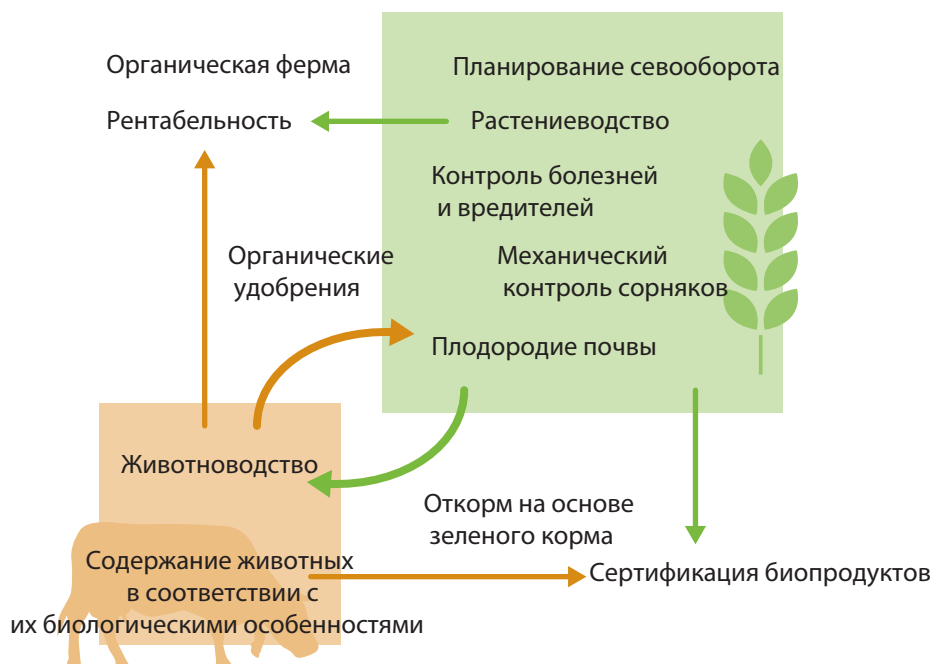 Органическая ферма
Планирование севооборота
Рентабельность
Растениеводство
Контроль болезней
и вредителей
Органические
удобрения
Механический
контроль сорняков
Плодородие почвы
Животноводство
Откорм на основе
зеленого корма
Содержание животных
в соответствии с
их биологическими особенностями
Сертификация биопродуктов